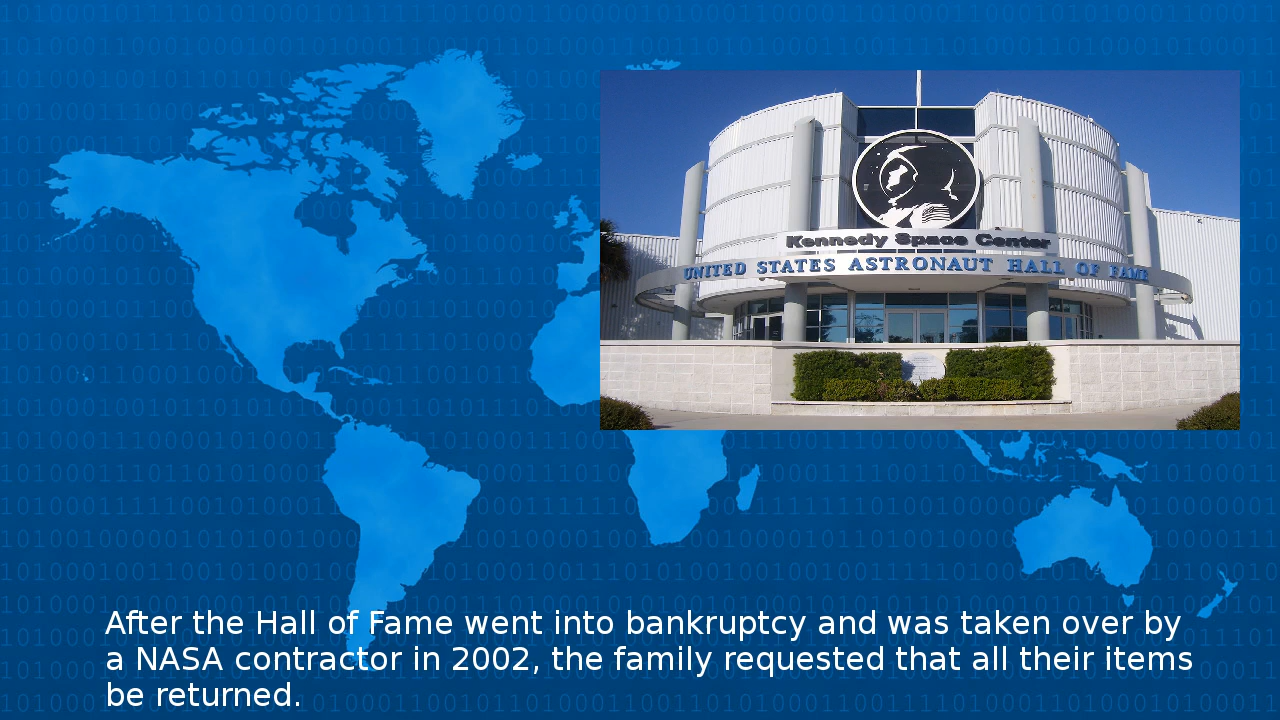 Kennedy Space Center
UNITED STATES ASTRONAUT HALL OF FAME
After the Hall of Fame went into bankruptcy and was taken over by
a NASA contractor in 2002, the family requested that all their items
be returned.